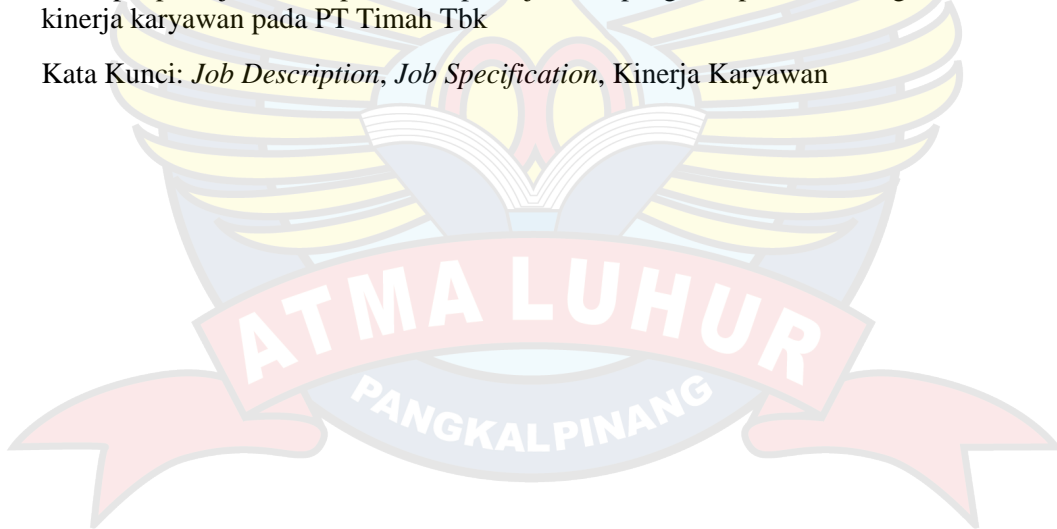 kinerja karyawan pada PT Timah Tbk
Kata Kunci: Job Description, Job Specification, Kinerja Karyawan
ATMA LUHUR
PANGKALPINANG